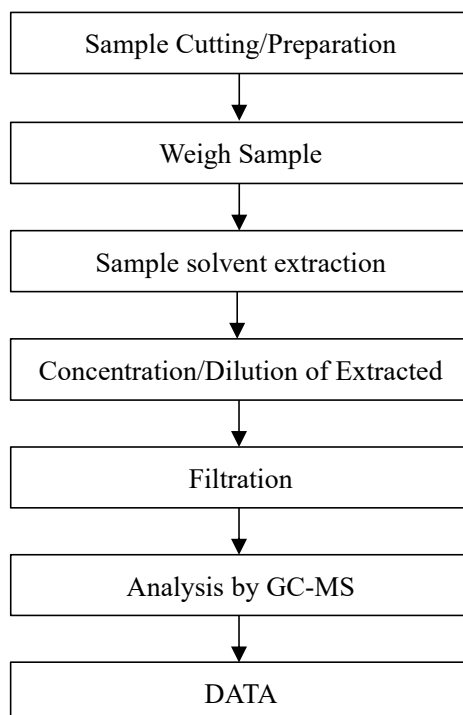 Sample Cutting/Preparation
Weigh Sample
Sample solvent extraction
Concentration/Dilution of Extracted
Filtration
Analysis by GC-MS
DATA